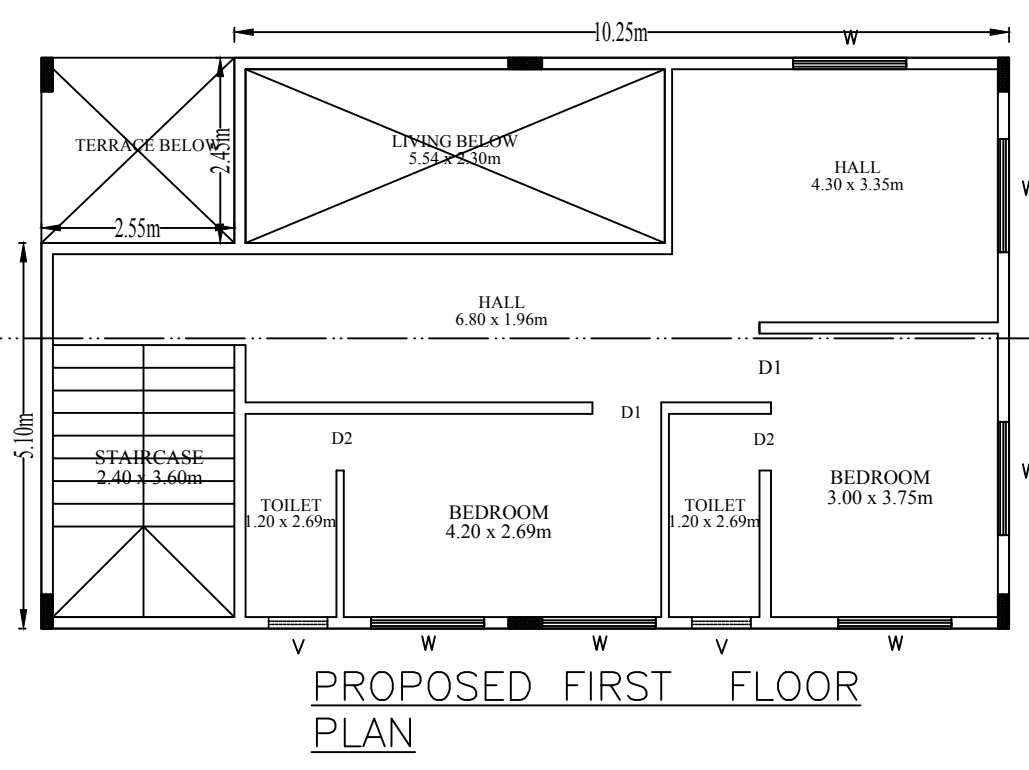 10.25m
W
TERRACE BELOW
2.45m
LIVING BELOW
5.54 x 2.30m
HALL
4.30 x 3.35m
W
2.55m
HALL
6.80 x 1.96m
D1
D1
D2
D2
5.10m
STAIRCASE
2.40 x 3.60m
TOILET
1.20 x 2.69m
BEDROOM
4.20 x 2.69m
TOILET
1.20 x 2.69m
BEDROOM
3.00 x 3.75m
W
V
W
W
V
W
PROPOSED FIRST FLOOR
PLAN